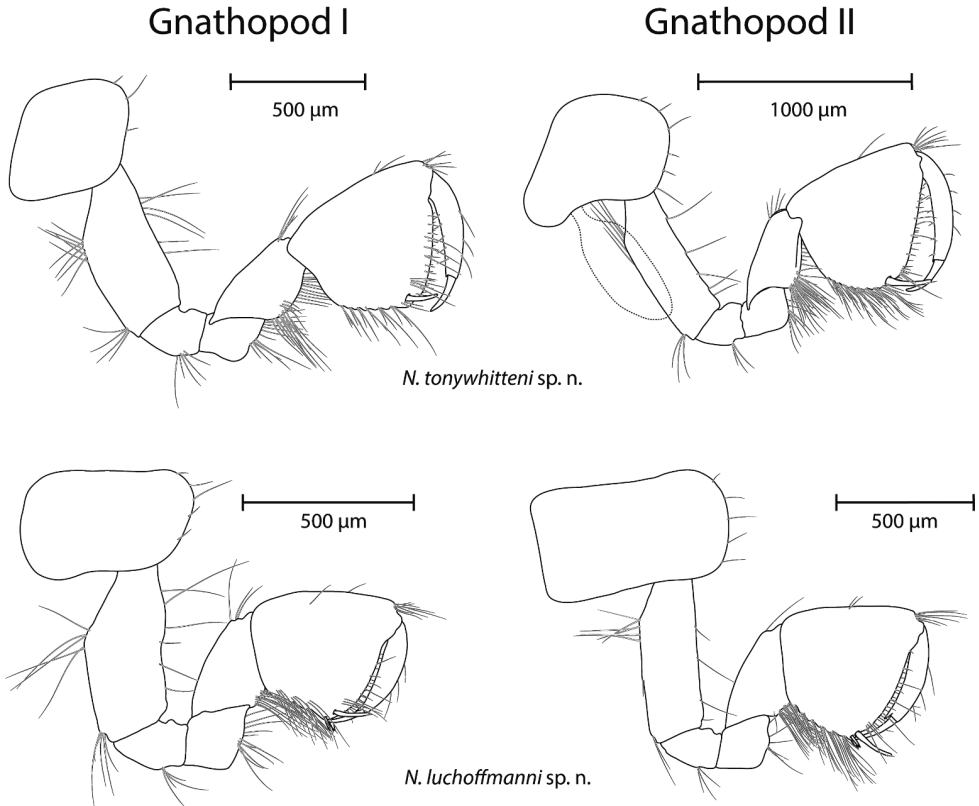 Gnathopod I
Gnathopod II
500 µm
1000 µm
N. tonywhitteni sp. n.
500 µm
500 µm
N. luchoffmanni sp. n.